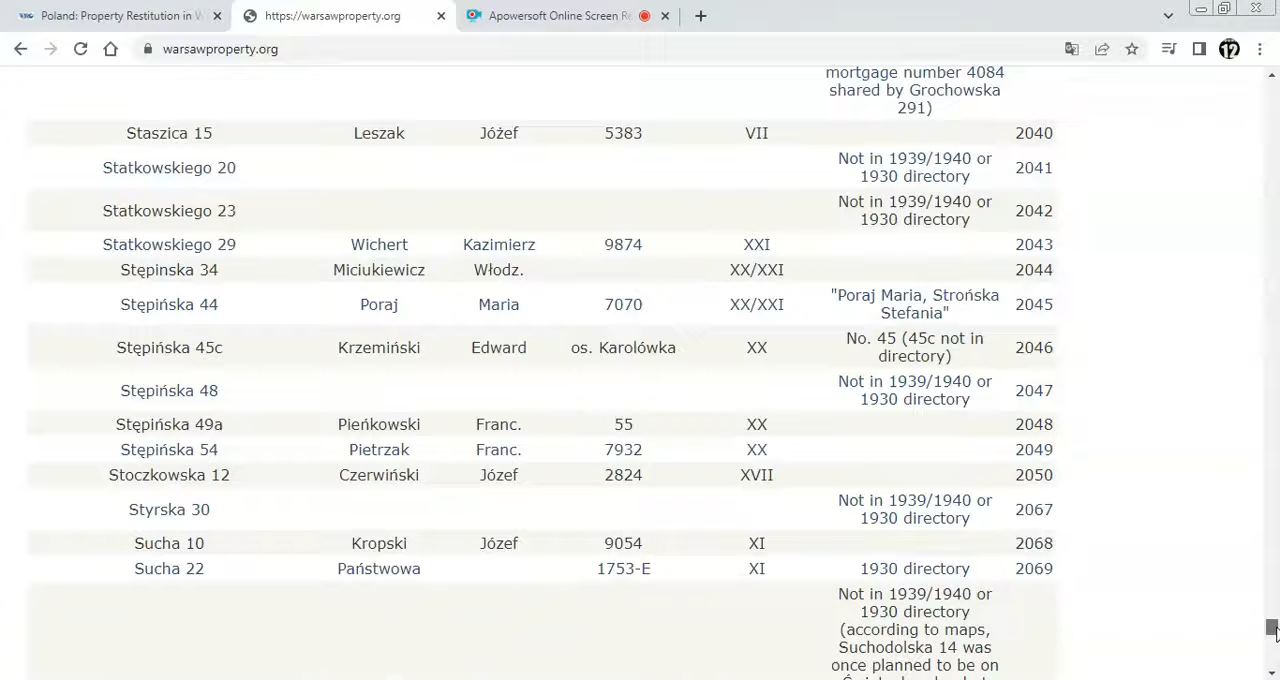 Poland: Property Restitution in W
https://warsawproperty.org
Apowersoft Online Screen Re
warsawproperty.org
12
mortgage number 4084
shared by Grochowska
291)
Staszica 15 Leszak Jóżef 5383 VII 2040
Statkowskiego 20 Not in 1939/1940 or 1930 directory 2041
Statkowskiego 23 Not in 1939/1940 or 1930 directory 2042
Statkowskiego 29 Wichert Kazimierz 9874 XXI 2043
Stępinska 34 Miciukiewicz Włodz. XX/XXI 2044
Stępińska 44 Poraj Maria 7070 XX/XXI "Poraj Maria, Strońska Stefania" 2045
Stępińska 45c Krzemiński Edward os. Karolówka XX No. 45 (45c not in directory) 2046
Stępińska 48 Not in 1939/1940 or 1930 directory 2047
Stępińska 49a Pieńkowski Franc. 55 XX 2048
Stępińska 54 Pietrzak Franc. 7932 XX 2049
Stoczkowska 12 Czerwiński Józef 2824 XVII 2050
Styrska 30 Not in 1939/1940 or 1930 directory 2067
Sucha 10 Kropski Józef 9054 XI 2068
Sucha 22 Państwowa 1753-E XI 1930 directory 2069
Not in 1939/1940 or
1930 directory
(according to maps,
Suchodolska 14 was
once planned to be on